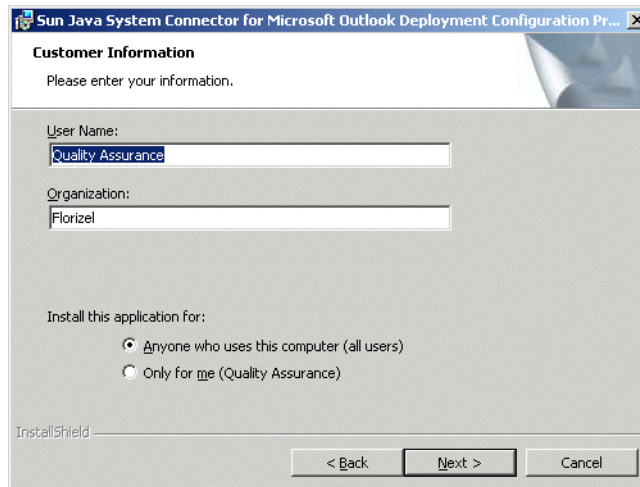 Sun Java System Connector for Microsoft Outlook Deployment Configuration Pr...
Customer Information
Please enter your information.
User Name:
Quality Assurance
Organization:
Florizel
Install this application for:
Anyone who uses this computer (all users)
Only for me (Quality Assurance)
InstallShield
< Back Next > Cancel